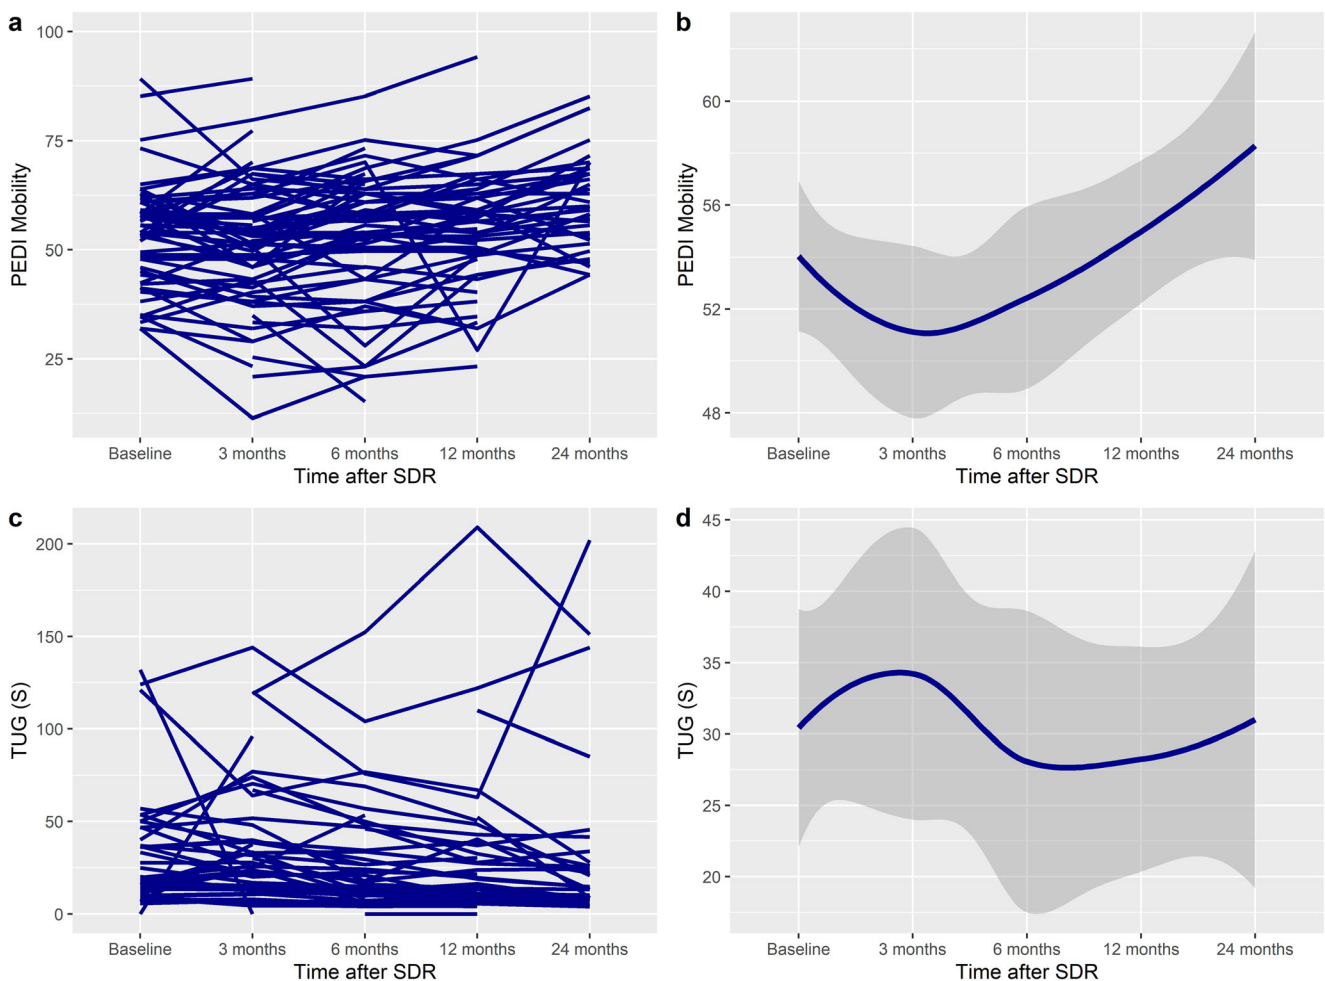 a
100
75
50
25
PEDI Mobility
Baseline 3 months 6 months 12 months 24 months
Time after SDR
b
60
56
52
48
PEDI Mobility
Baseline 3 months 6 months 12 months 24 months
Time after SDR
c
200
150
100
50
0
TUG (S)
Baseline 3 months 6 months 12 months 24 months
Time after SDR
d
45
40
35
30
25
20
TUG (S)
Baseline 3 months 6 months 12 months 24 months
Time after SDR